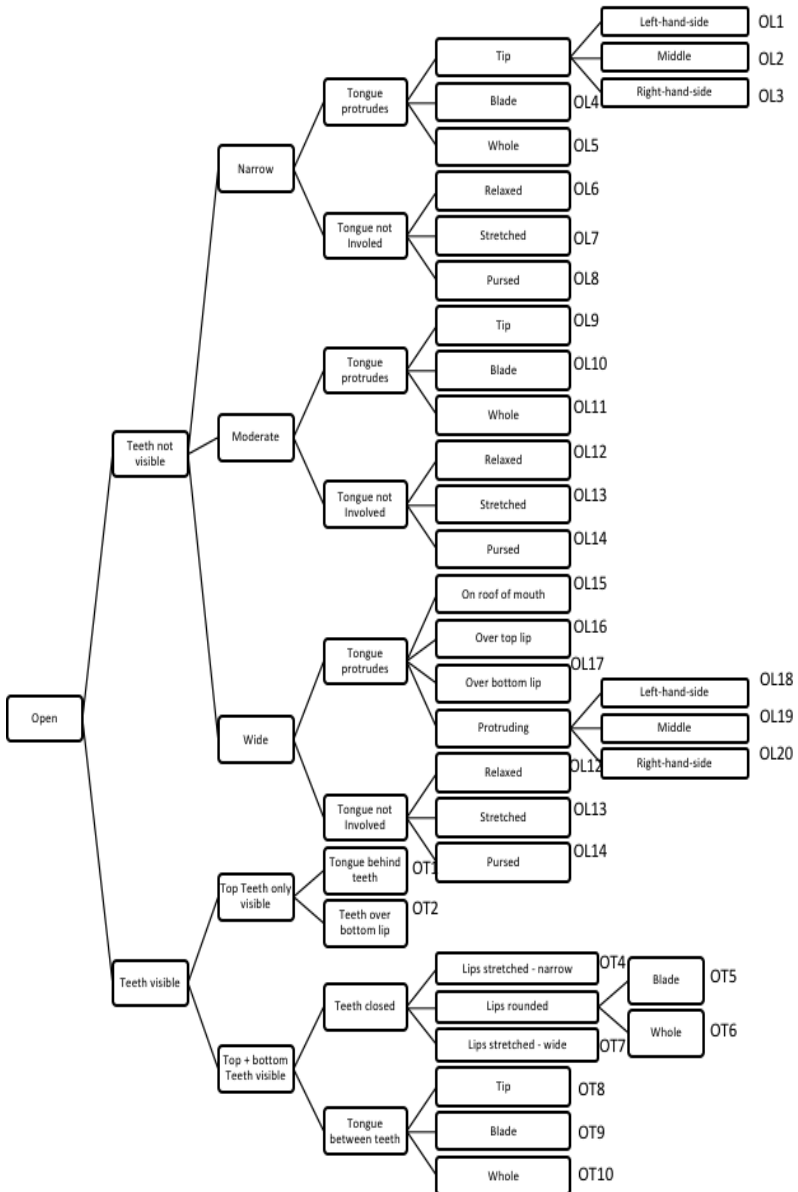 Left-hand-side OL1
Tip
Middle OL2
Right-hand-side OL3
Tongue
protrudes
Blade OL4
Whole OL5
Narrow
Relaxed OL6
Tongue not
Involed
Stretched OL7
Pursed OL8
Tip OL9
Tongue
protrudes
Blade OL10
Whole OL11
Teeth not
visible
Moderate
Relaxed OL12
Tongue not
Involved
Stretched OL13
Pursed OL14
On roof of mouth OL15
Over top lip OL16
Tongue
protrudes
Over bottom lip OL17
Left-hand-side OL18
Open
Wide
Protruding
Middle OL19
Right-hand-side OL20
Relaxed OL12
Tongue not
Involved
Stretched OL13
Pursed OL14
Tongue behind
teeth OT1
Top Teeth only
visible
Teeth over
bottom lip OT2
Teeth visible
Lips stretched - narrow OT4
Blade OT5
Teeth closed
Lips rounded
Whole OT6
Lips stretched - wide OT7
Top + bottom
Teeth visible
Tip OT8
Tongue
between teeth
Blade OT9
Whole OT10